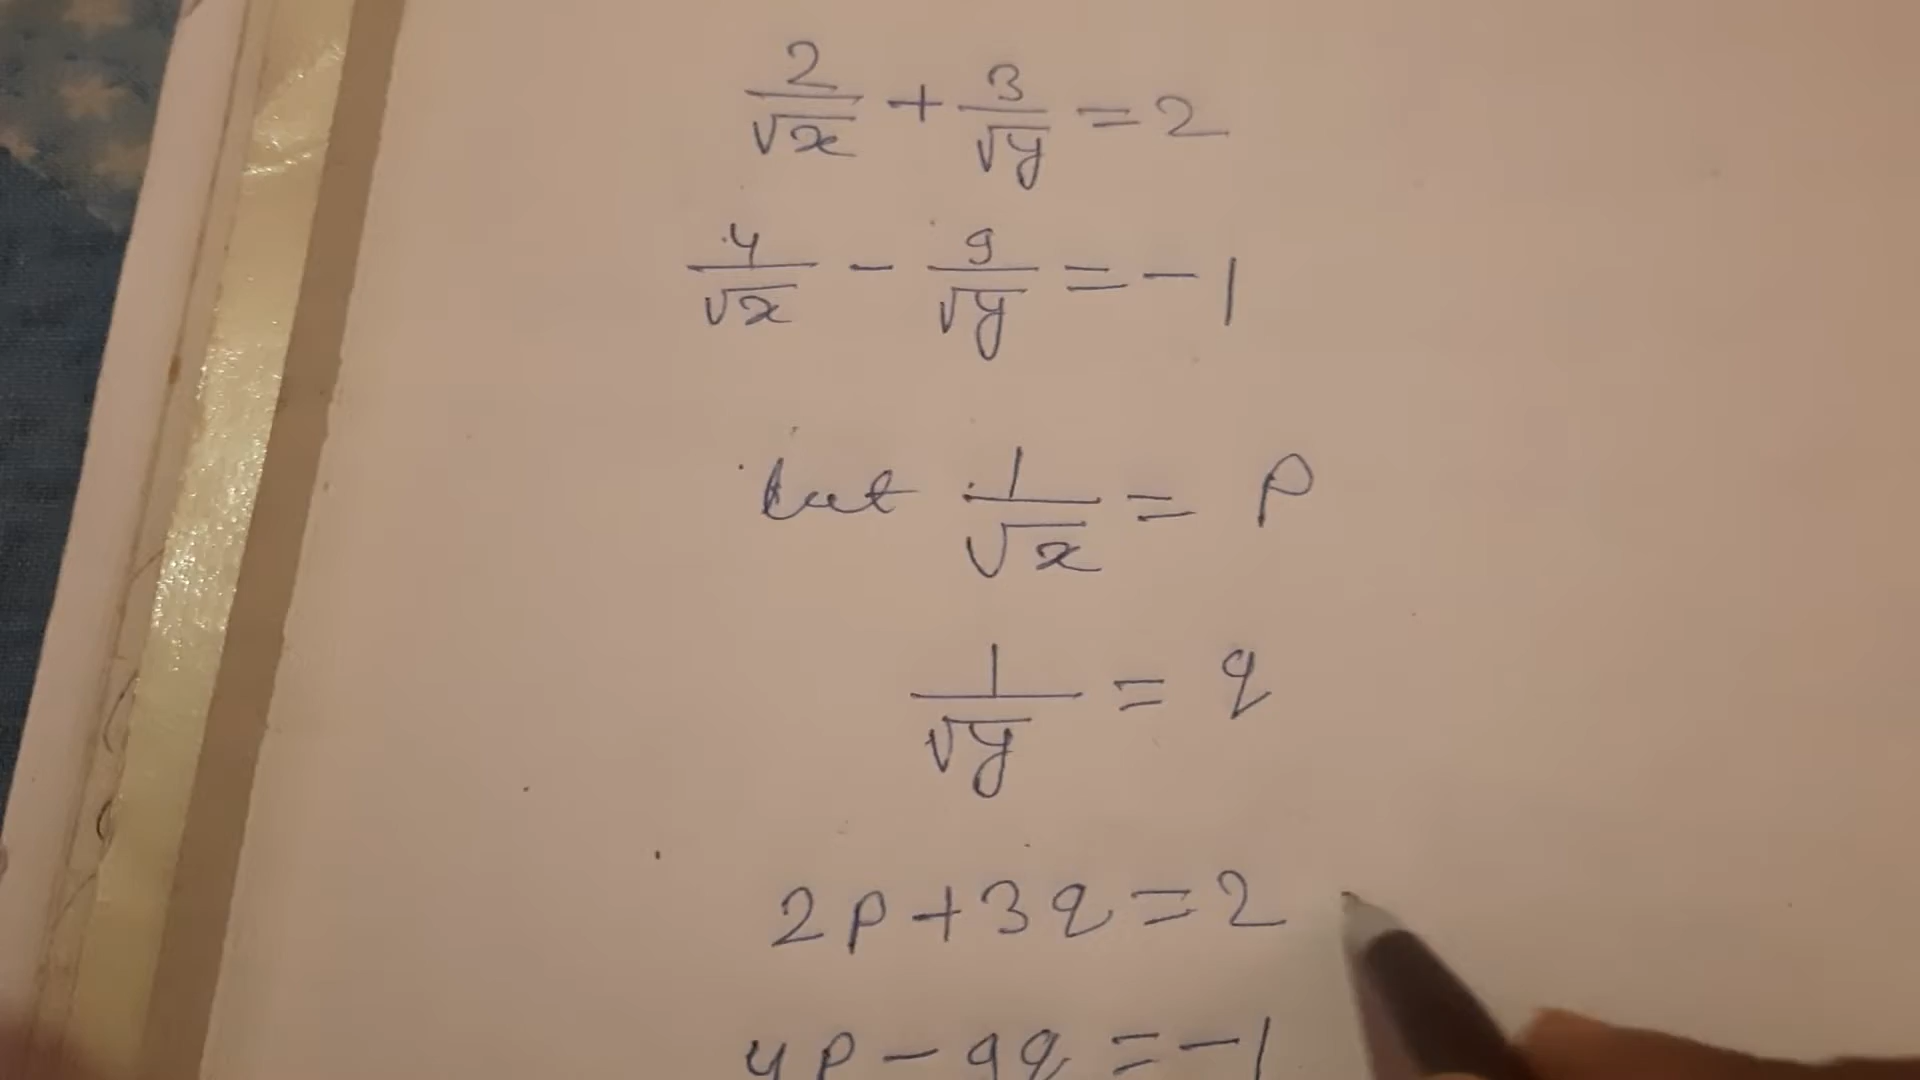 2/√x + 3/√y = 2
4/√x - 9/√y = -1
Let 1/√x = p
1/√y = q
2p + 3q = 2
4p - 9q = -1